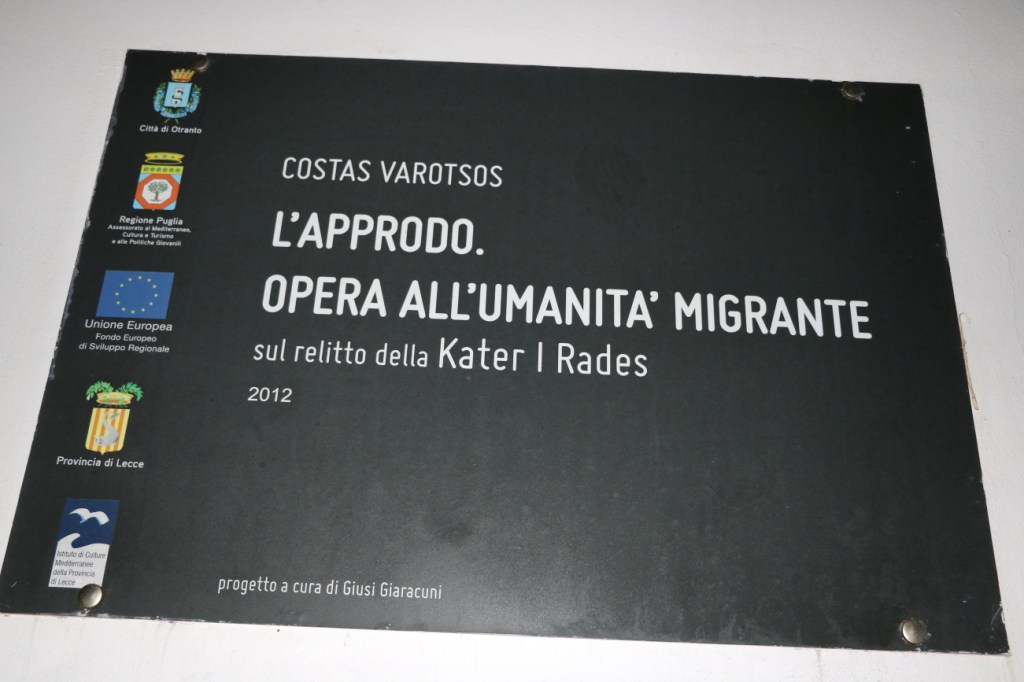 Città di Otranto
Regione Puglia
Assessorato al Mediterraneo,
Cultura e Turismo
e alle Politiche Giovanili
Unione Europea
Fondo Europeo
di Sviluppo Regionale
Provincia di Lecce
Istituto di Culture
Mediterranee
della Provincia
di Lecce
COSTAS VAROTSOS
L'APPRODO.
OPERA ALL'UMANITA' MIGRANTE
sul relitto della Kater I Rades
2012
progetto a cura di Giusi Giaracuni